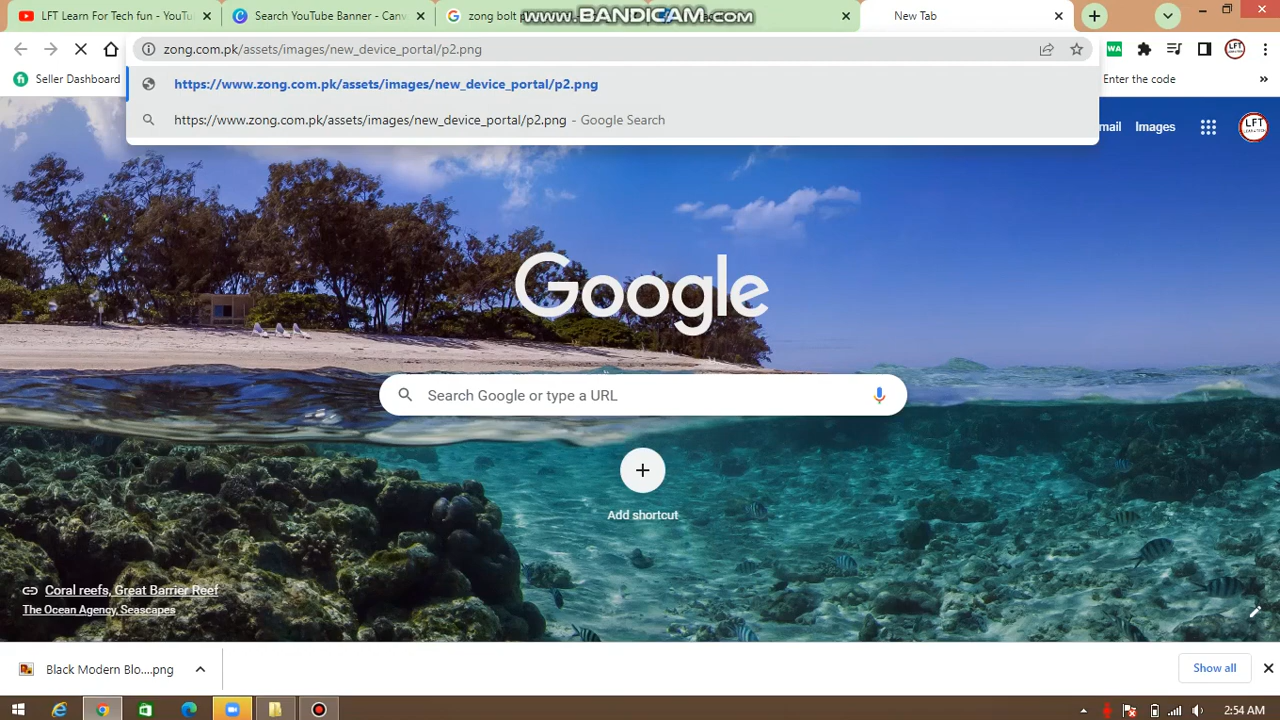 LFT Learn For Tech fun - YouTu
Search YouTube Banner - Canv
zong bolt p
www.BANDICAM.com
New Tab
zong.com.pk/assets/images/new_device_portal/p2.png
WA
LFT
Seller Dashboard
https://www.zong.com.pk/assets/images/new_device_portal/p2.png
Enter the code
»
https://www.zong.com.pk/assets/images/new_device_portal/p2.png - Google Search
mail
Images
LFT
Google
Search Google or type a URL
Add shortcut
Coral reefs, Great Barrier Reef
The Ocean Agency, Seascapes
Black Modern Blo....png
Show all
2:54 AM